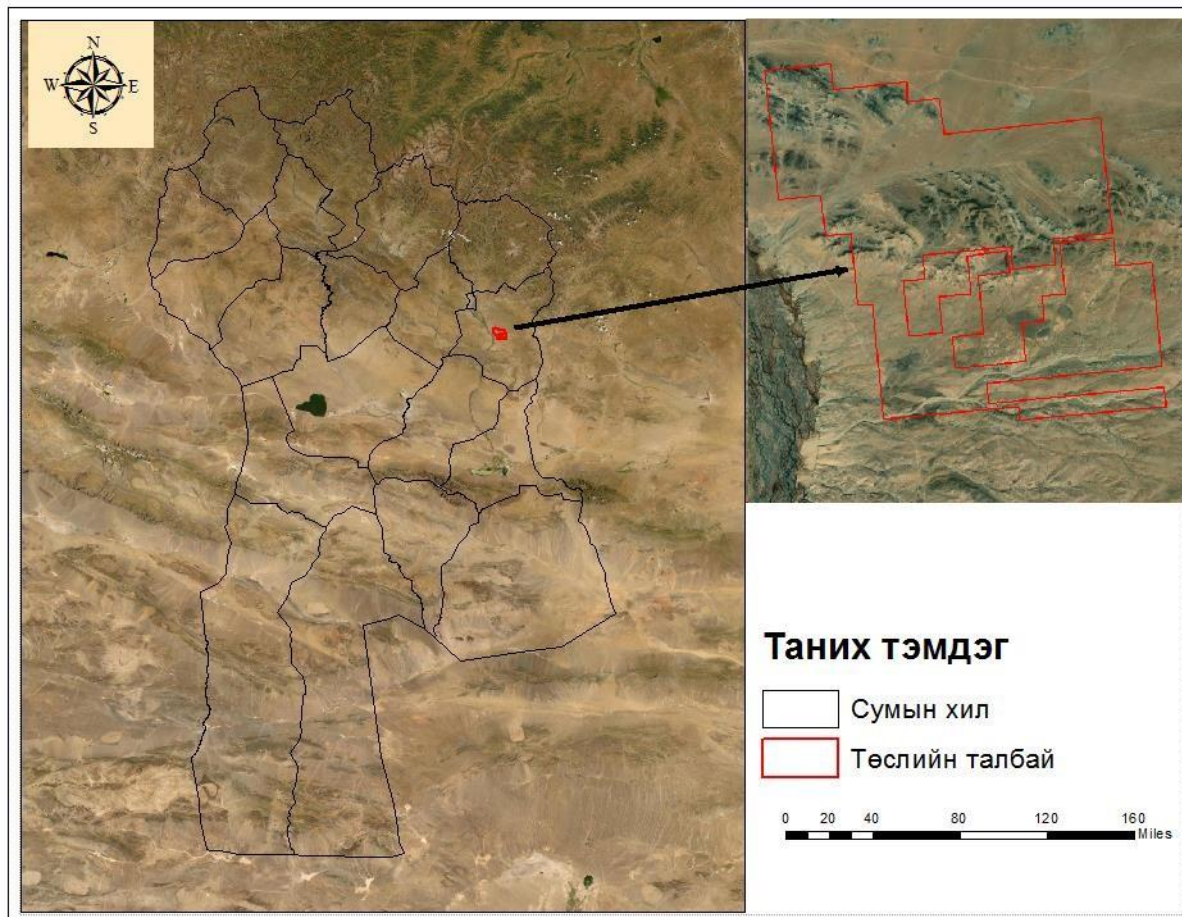 N
W E
S
Таних тэмдэг
Сумын хил
Төслийн талбай
0 20 40 80 120 160
Miles